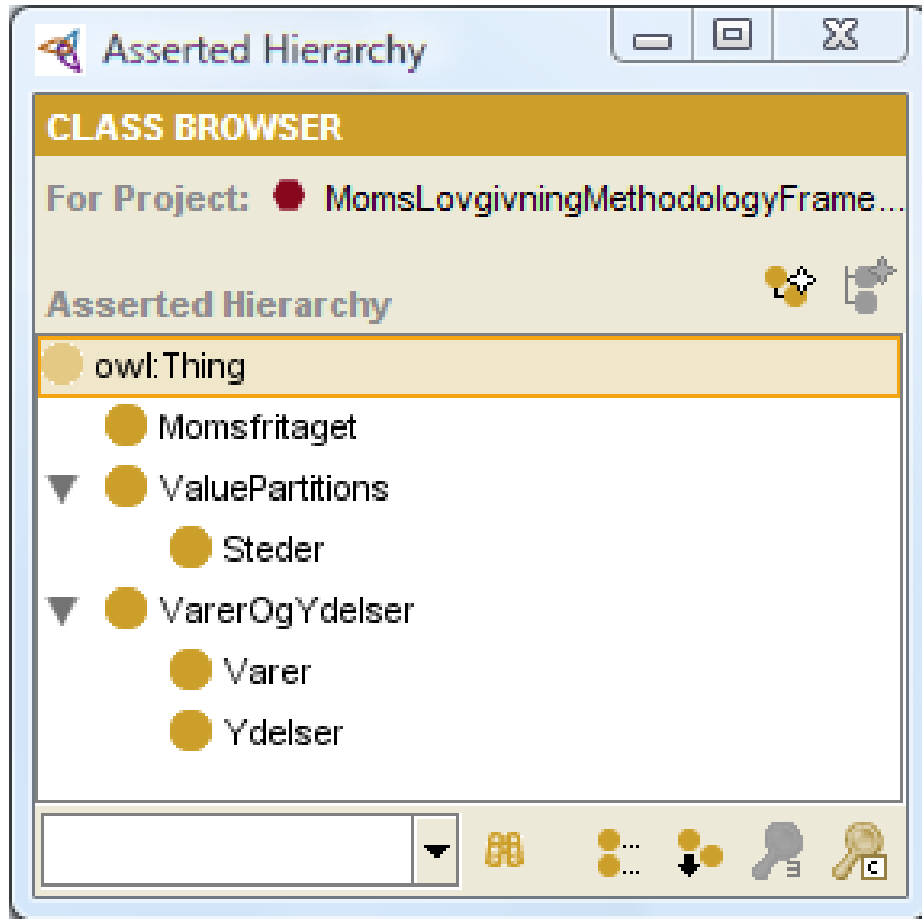 Asserted Hierarchy
CLASS BROWSER
For Project: MomsLovgivningMethodologyFrame...
Asserted Hierarchy
owl:Thing
Momsfritaget
ValuePartitions
Steder
VarerOgYdelser
Varer
Ydelser